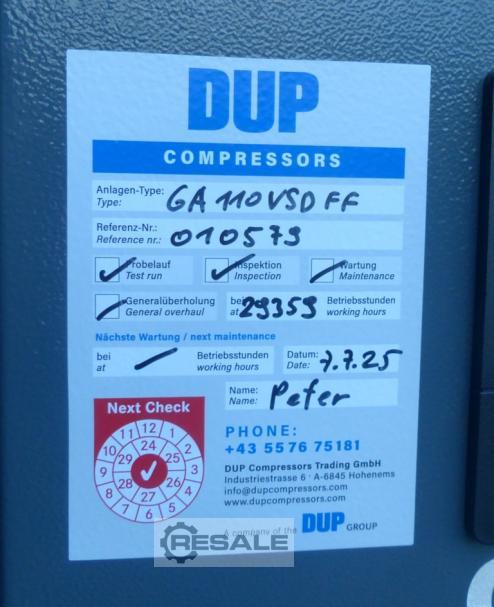 DUP
COMPRESSORS
Anlagen-Type: GA 110 VSD FF
Type:
Referenz-Nr.: 010579
Reference nr.:
Probelauf Inspektion Wartung
Test run Inspection Maintenance
Generalüberholung bei 29359 Betriebsstunden
General overhaul at working hours
Nächste Wartung / next maintenance
bei Betriebsstunden Datum: 7.7.25
at working hours Date:
Name: Peter
Name:
Next Check
11 12 1
10 2
9 3
8 4
7 6 5
24 25 26 27 28 29
PHONE:
+43 5576 75181
DUP Compressors Trading GmbH
Industriestrasse 6 · A-6845 Hohenems
info@dupcompressors.com
www.dupcompressors.com
A company of the DUP GROUP
RESALE